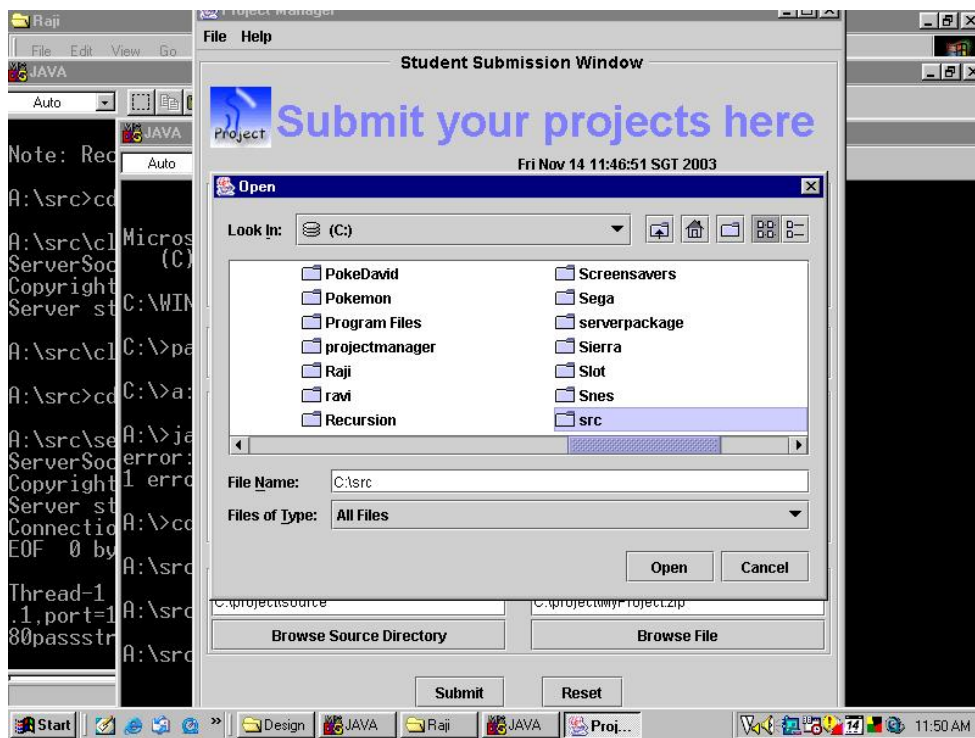 Raji
Project Manager
File Edit View Go
File Help
JAVA
Student Submission Window
Auto
Project
Submit your projects here
JAVA
Auto
Fri Nov 14 11:46:51 SGT 2003
Note: Rec
A:\src>cd
A:\src\cl
ServerSoc
Copyright
Server st
A:\src\cl
A:\src>cd
A:\src\se
ServerSoc
Copyright
Server st
Connectio
EOF 0 by
Thread-1
.1,port=1
80passstr
Micros
(C)
C:\WIN
C:\>pa
C:\>a:
A:\>ja
error:
1 erro
A:\>cd
A:\src
A:\src
A:\src
Open
Look In: (C:)
PokeDavid
Pokemon
Program Files
projectmanager
Raji
ravi
Recursion
Screensavers
Sega
serverpackage
Sierra
Slot
Snes
src
File Name: C:\src
Files of Type: All Files
Open Cancel
C:\project\source C:\project\MyProject.zip
Browse Source Directory Browse File
Submit Reset
Start » Design JAVA Raji JAVA Proj... 14 11:50 AM